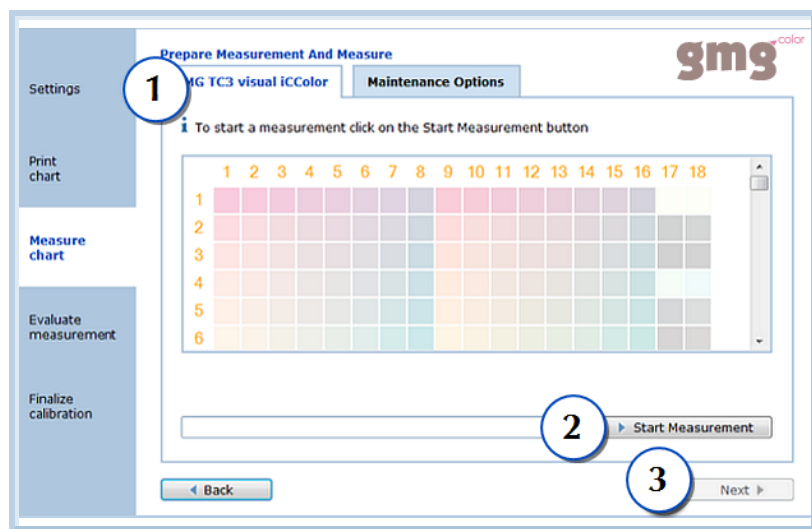 Prepare Measurement And Measure
gmg color
Settings
1
MG TC3 visual iCColor
Maintenance Options
i To start a measurement click on the Start Measurement button
Print
chart
1 2 3 4 5 6 7 8 9 10 11 12 13 14 15 16 17 18
1
2
3
4
5
6
Measure
chart
Evaluate
measurement
Finalize
calibration
2
Start Measurement
3
Back
Next